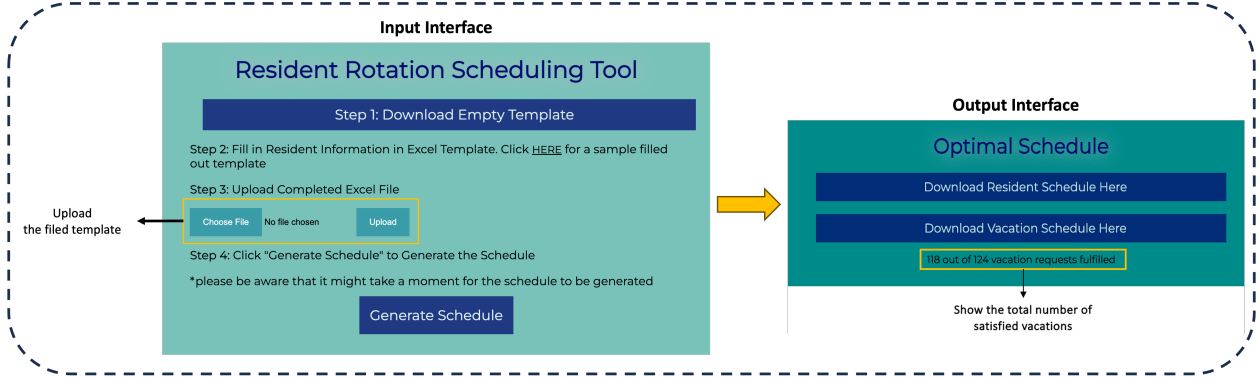 Input Interface
Resident Rotation Scheduling Tool
Step 1: Download Empty Template
Step 2: Fill in Resident Information in Excel Template. Click HERE for a sample filled
out template
Step 3: Upload Completed Excel File
Choose File No file chosen Upload
Upload
the filed template
Step 4: Click "Generate Schedule" to Generate the Schedule
*please be aware that it might take a moment for the schedule to be generated
Generate Schedule
Output Interface
Optimal Schedule
Download Resident Schedule Here
Download Vacation Schedule Here
118 out of 124 vacation requests fulfilled
Show the total number of
satisfied vacations